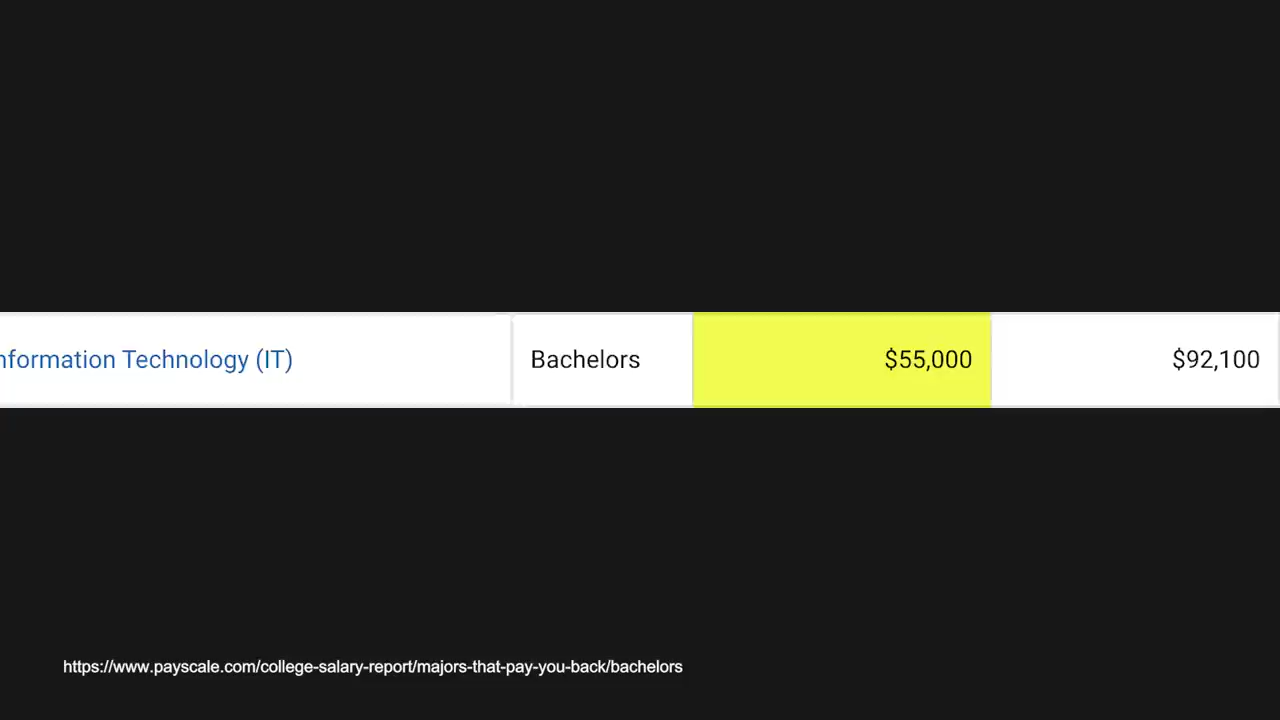 nformation Technology (IT) Bachelors $55,000 $92,100
https://www.payscale.com/college-salary-report/majors-that-pay-you-back/bachelors